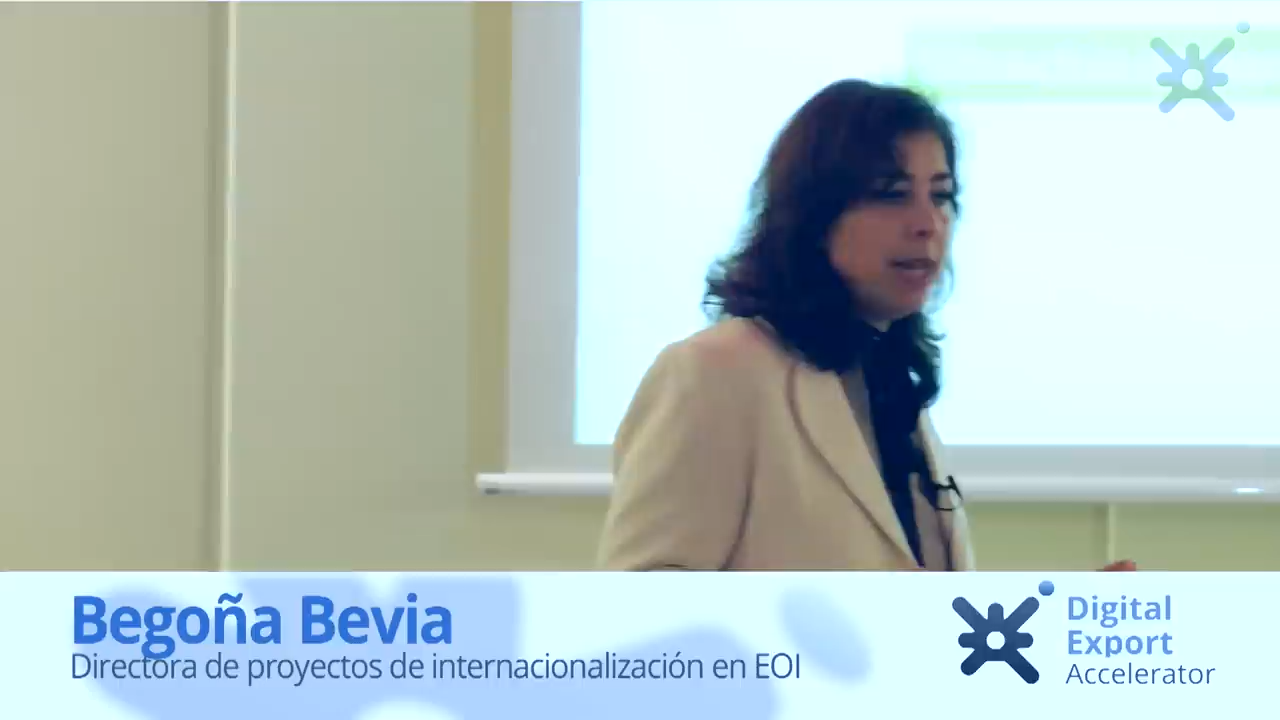 Begoña Bevia
Directora de proyectos de internacionalización en EOI
Digital
Export
Accelerator